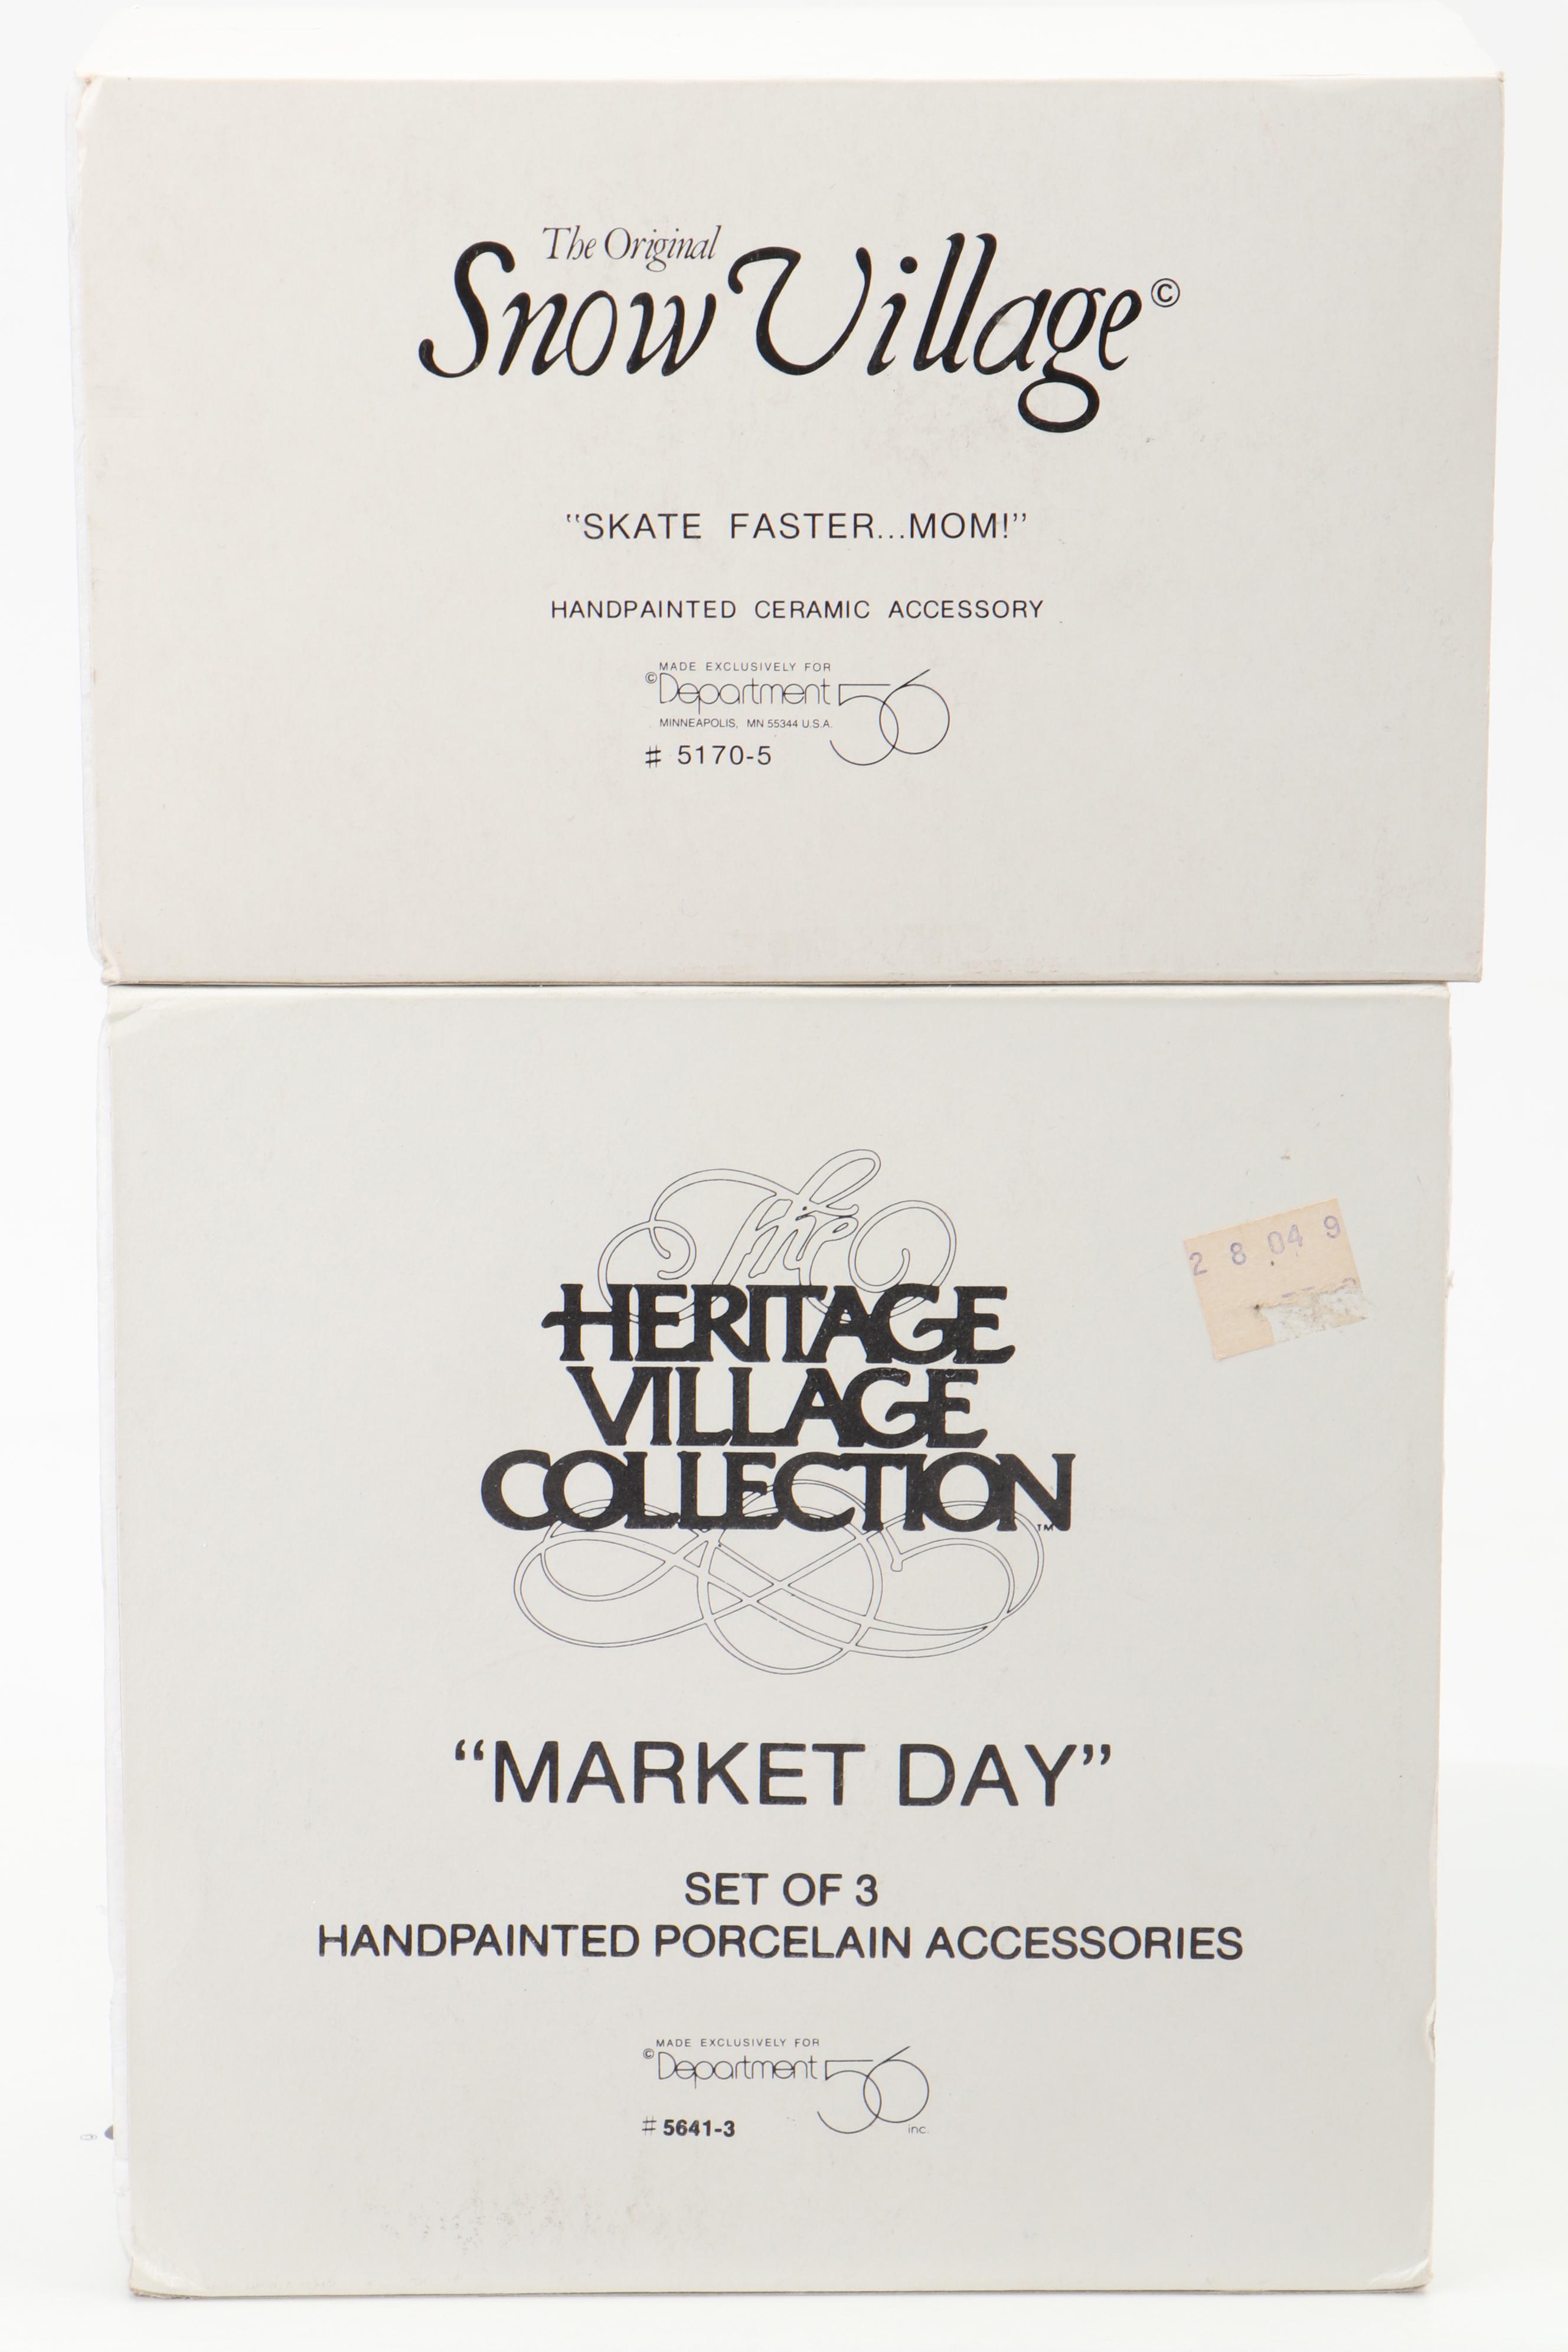 The Original
Snow Village©
"SKATE FASTER...MOM!"
HANDPAINTED CERAMIC ACCESSORY
MADE EXCLUSIVELY FOR
©Department 56
MINNEAPOLIS, MN 55344 U.S.A.
# 5170-5
The
HERITAGE
VILLAGE
COLLECTION™
2 8 04 9
"MARKET DAY"
SET OF 3
HANDPAINTED PORCELAIN ACCESSORIES
MADE EXCLUSIVELY FOR
©Department 56
inc.
# 5641-3